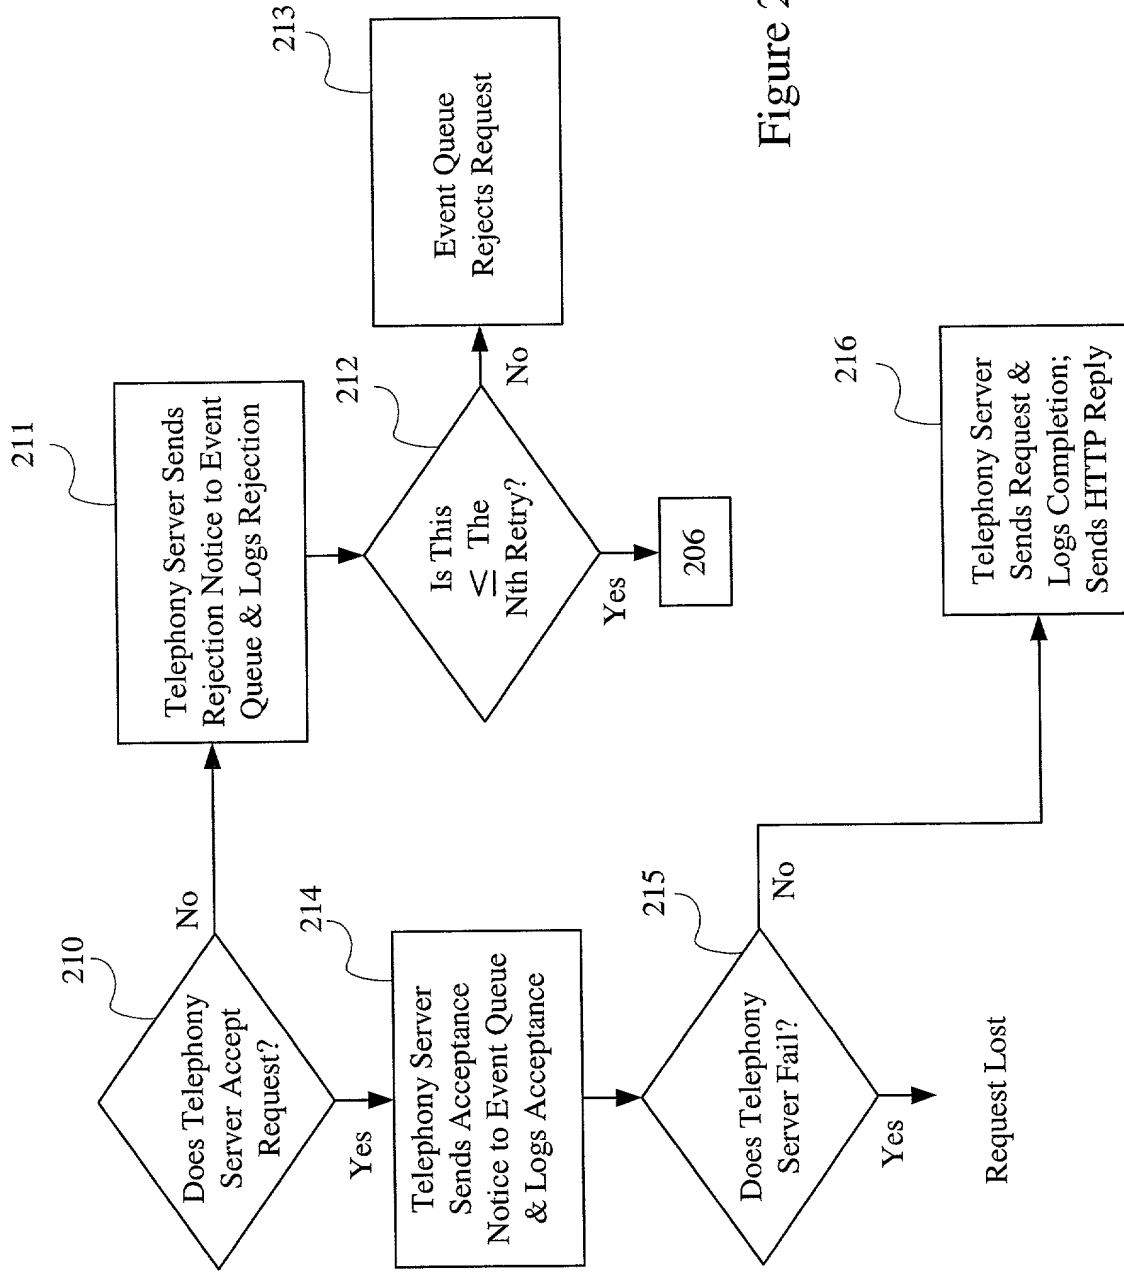 210
Does Telephony
Server Accept
Request?
No
Yes
211
Telephony Server Sends
Rejection Notice to Event
Queue & Logs Rejection
212
Is This
≤ The
Nth Retry?
No
Yes
206
213
Event Queue
Rejects Request
214
Telephony Server
Sends Acceptance
Notice to Event Queue
& Logs Acceptance
215
Does Telephony
Server Fail?
No
Yes
Request Lost
216
Telephony Server
Sends Request &
Logs Completion;
Sends HTTP Reply
Figure 2